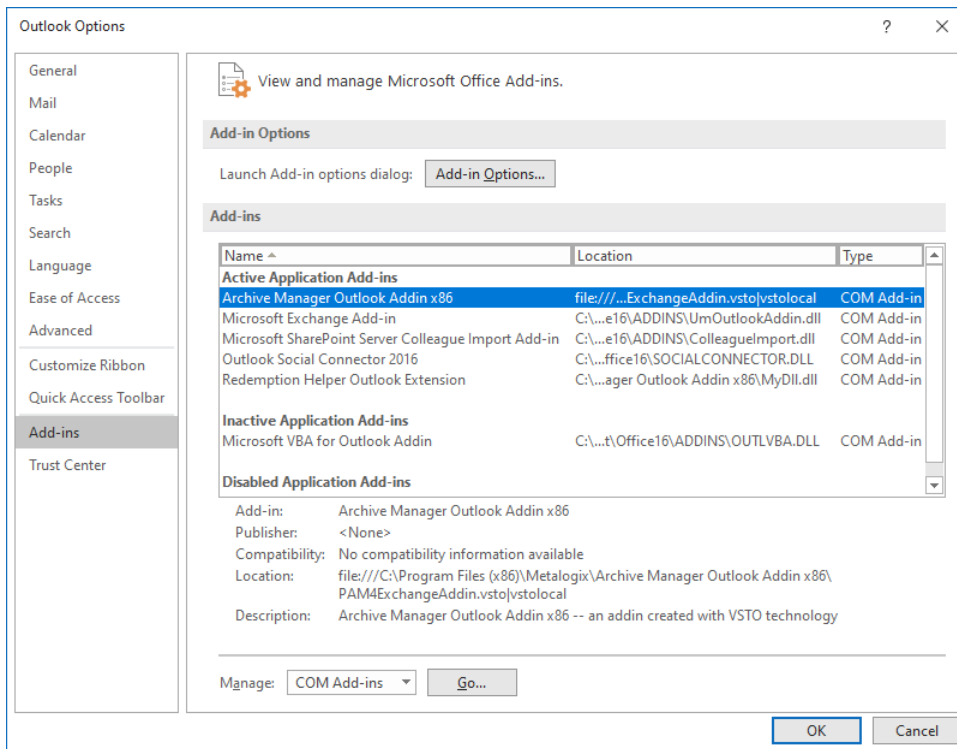 Outlook Options
?
General
Mail
Calendar
People
Tasks
Search
Language
Ease of Access
Advanced
Customize Ribbon
Quick Access Toolbar
Add-ins
Trust Center
View and manage Microsoft Office Add-ins.
Add-in Options
Launch Add-in options dialog: Add-in Options...
Add-ins
Name Location Type
Active Application Add-ins
Archive Manager Outlook Addin x86 file:///...ExchangeAddin.vsto|vstolocal COM Add-in
Microsoft Exchange Add-in C:\...e16\ADDINS\UmOutlookAddin.dll COM Add-in
Microsoft SharePoint Server Colleague Import Add-in C:\...e16\ADDINS\ColleagueImport.dll COM Add-in
Outlook Social Connector 2016 C:\...ffice16\SOCIALCONNECTOR.DLL COM Add-in
Redemption Helper Outlook Extension C:\...ager Outlook Addin x86\MyDll.dll COM Add-in
Inactive Application Add-ins
Microsoft VBA for Outlook Addin C:\...t\Office16\ADDINS\OUTLVBA.DLL COM Add-in
Disabled Application Add-ins
Add-in: Archive Manager Outlook Addin x86
Publisher: <None>
Compatibility: No compatibility information available
Location: file:///C:\Program Files (x86)\Metalogix\Archive Manager Outlook Addin x86\
PAM4ExchangeAddin.vsto|vstolocal
Description: Archive Manager Outlook Addin x86 -- an addin created with VSTO technology
Manage: COM Add-ins Go...
OK Cancel